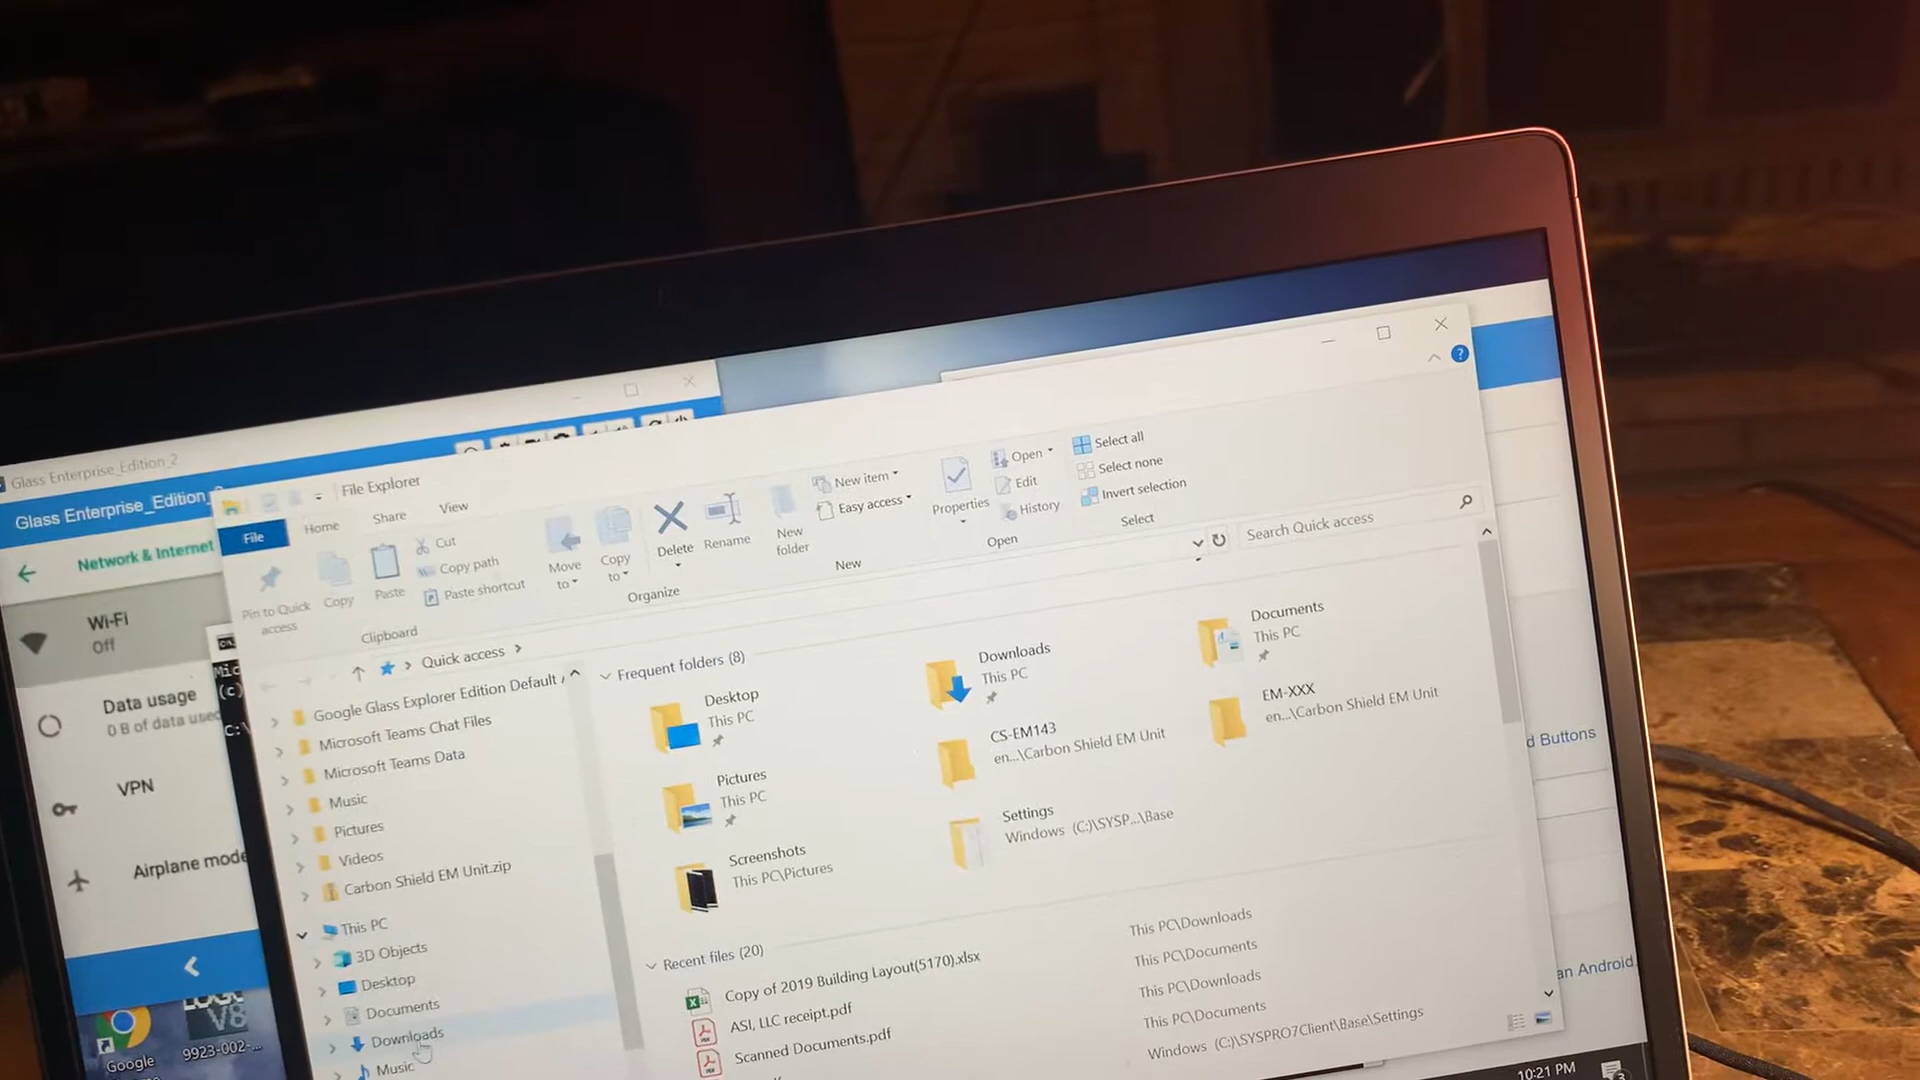 Glass Enterprise_Edition_2
Glass Enterprise_Edition_
Network & Internet
Wi-Fi
Off
Data usage
0 B of data used
VPN
Airplane mode
Google
9923-002-...
V8
Mic
(c)
C:\
File Explorer
File
Home
Share
View
Pin to Quick access
Copy
Paste
Cut
Copy path
Paste shortcut
Clipboard
Move to
Copy to
Delete
Rename
Organize
New folder
New item
Easy access
New
Properties
Open
Edit
History
Open
Select all
Select none
Invert selection
Select
Quick access
Search Quick access
Google Glass Explorer Edition Default
Microsoft Teams Chat Files
Microsoft Teams Data
Music
Pictures
Videos
Carbon Shield EM Unit.zip
This PC
3D Objects
Desktop
Documents
Downloads
Music
Frequent folders (8)
Desktop
This PC
Downloads
This PC
Documents
This PC
Pictures
This PC
CS-EM143
en...\Carbon Shield EM Unit
EM-XXX
en...\Carbon Shield EM Unit
Screenshots
This PC\Pictures
Settings
Windows (C:)\SYSP...\Base
Recent files (20)
Copy of 2019 Building Layout(5170).xlsx
This PC\Downloads
ASI, LLC receipt.pdf
This PC\Documents
Scanned Documents.pdf
This PC\Downloads
This PC\Documents
Windows (C:)\SYSPRO7Client\Base\Settings
d Buttons
an Android.
10:21 PM
3